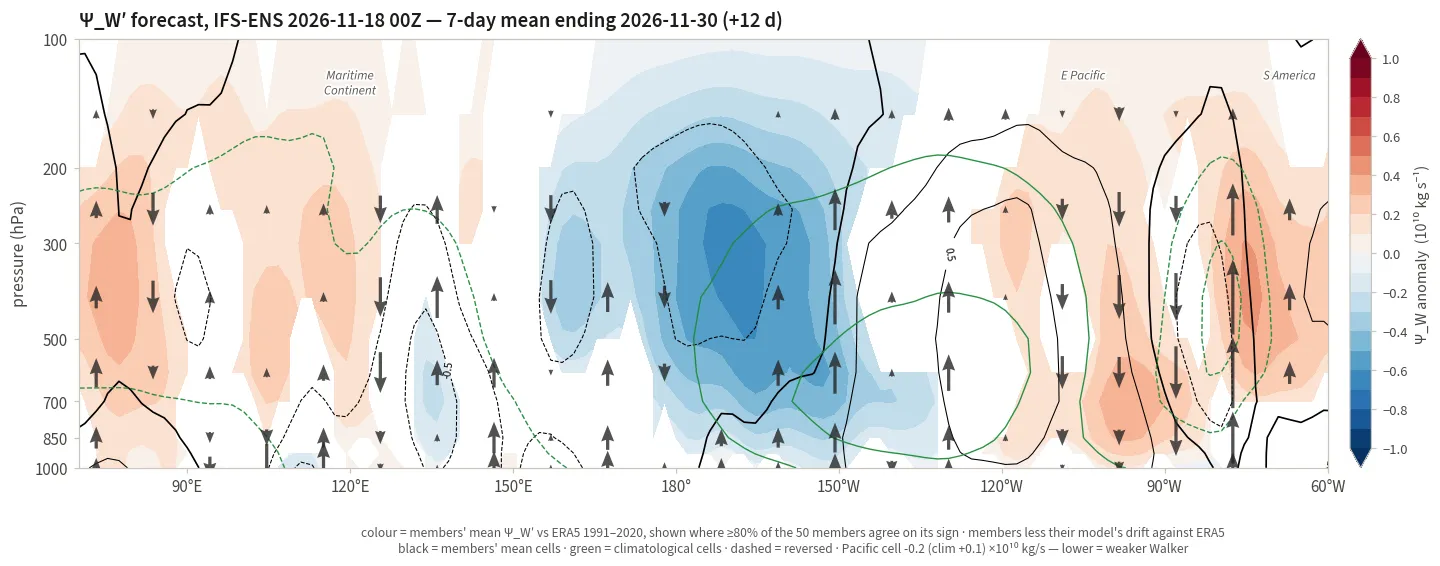 Ψ_W′ forecast, IFS-ENS 2026-11-18 00Z — 7-day mean ending 2026-11-30 (+12 d)
100
200
300
400
500
700
850
1000
pressure (hPa)
Maritime
Continent
E Pacific
S America
0.5
0.5
90°E
120°E
150°E
180°
150°W
120°W
90°W
60°W
1.0
0.8
0.6
0.4
0.2
0.0
−0.2
−0.4
−0.6
−0.8
−1.0
Ψ_W anomaly (10¹⁰ kg s⁻¹)
colour = members' mean Ψ_W′ vs ERA5 1991–2020, shown where ≥80% of the 50 members agree on its sign · members less their model's drift against ERA5
black = members' mean cells · green = climatological cells · dashed = reversed · Pacific cell -0.2 (clim +0.1) ×10¹⁰ kg/s — lower = weaker Walker